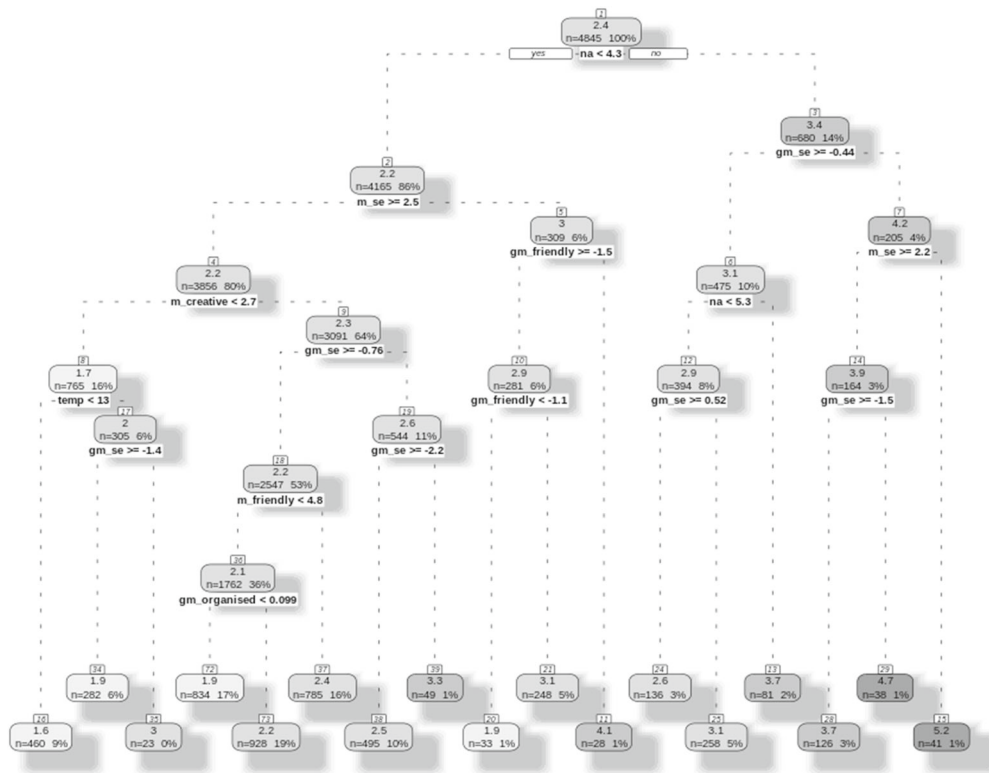 1
2.4
n=4845 100%
yes na < 4.3 no
3
3.4
n=680 14%
gm_se >= -0.44
2
2.2
n=4165 86%
m_se >= 2.5
5
3
n=309 6%
gm_friendly >= -1.5
7
4.2
n=205 4%
m_se >= 2.2
4
2.2
n=3856 80%
m_creative < 2.7
6
3.1
n=475 10%
na < 5.3
9
2.3
n=3091 64%
gm_se >= -0.76
8
1.7
n=765 16%
temp < 13
10
2.9
n=281 6%
gm_friendly < -1.1
12
2.9
n=394 8%
gm_se >= 0.52
14
3.9
n=164 3%
gm_se >= -1.5
17
2
n=305 6%
gm_se >= -1.4
19
2.6
n=544 11%
gm_se >= -2.2
18
2.2
n=2547 53%
m_friendly < 4.8
36
2.1
n=1762 36%
gm_organised < 0.099
34
1.9
n=282 6%
72
1.9
n=834 17%
37
2.4
n=785 16%
39
3.3
n=49 1%
21
3.1
n=248 5%
24
2.6
n=136 3%
13
3.7
n=81 2%
29
4.7
n=38 1%
16
1.6
n=460 9%
35
3
n=23 0%
73
2.2
n=928 19%
38
2.5
n=495 10%
20
1.9
n=33 1%
11
4.1
n=28 1%
25
3.1
n=258 5%
28
3.7
n=126 3%
15
5.2
n=41 1%